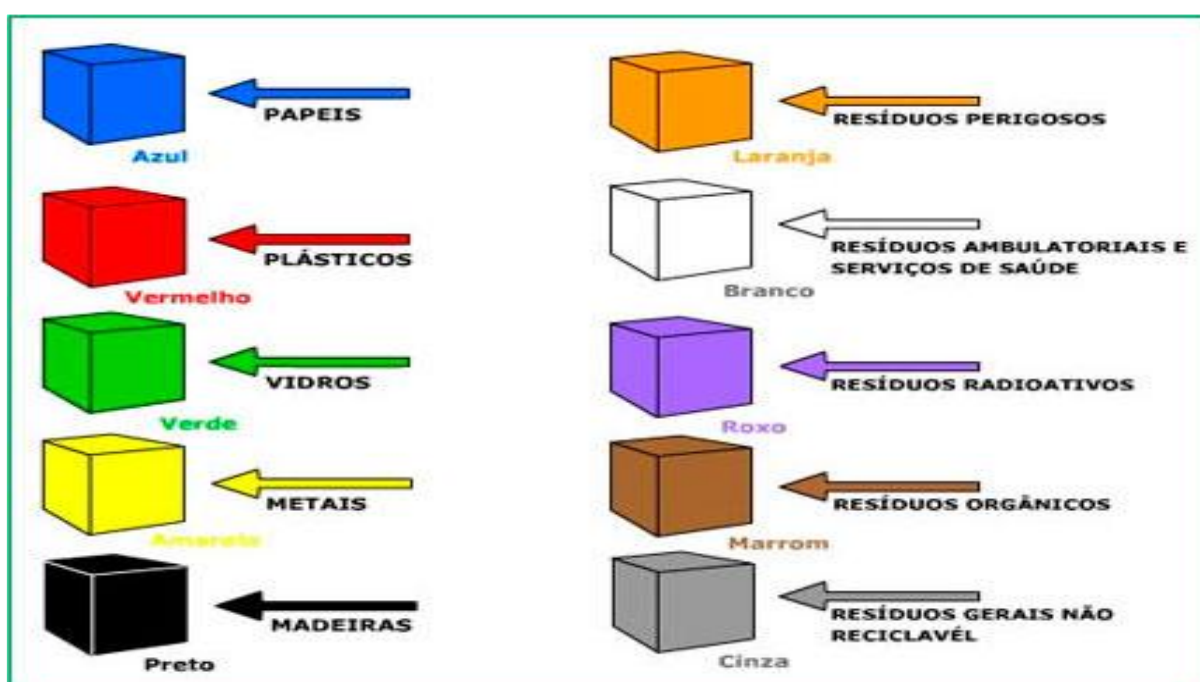 PAPEIS
Azul
PLÁSTICOS
Vermelho
VIDROS
Verde
METAIS
Amarelo
MADEIRAS
Preto
RESÍDUOS PERIGOSOS
Laranja
RESÍDUOS AMBULATORIAIS E
SERVIÇOS DE SAÚDE
Branco
RESÍDUOS RADIOATIVOS
Roxo
RESÍDUOS ORGÂNICOS
Marrom
RESÍDUOS GERAIS NÃO
RECICLAVÉL
Cinza